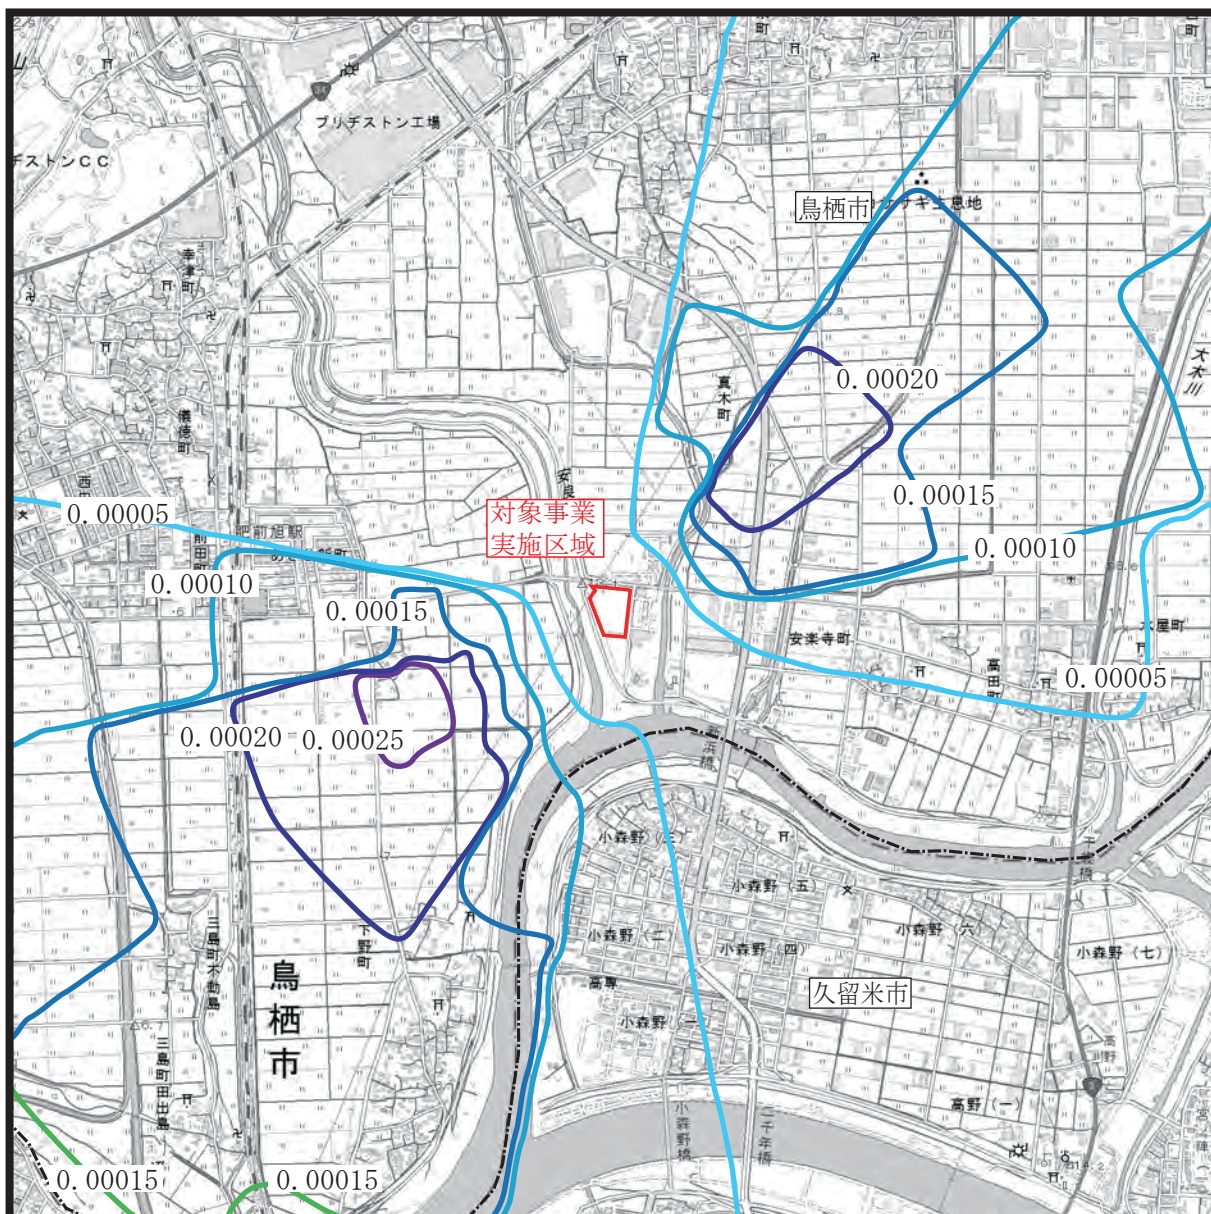 山
ブリヂストン工場
ヂストンCC
鳥栖市
幸津町
儀徳町
真木町
0.00020
大木川
0.00015
0.00005
肥前旭駅
対象事業
実施区域
安良
0.00010
0.00010
0.00015
前田町
安楽寺町
高田町
0.00005
0.00020
0.00025
小森野(三)
小森野(五)
小森野(二)
小森野(四)
小森野(六)
小森野(七)
下野町
三島町不動島
鳥栖市
高専
久留米市
小森野(一)
三島町田出島
高野
高野(一)
小森野橋
二千年橋
0.00015
0.00015